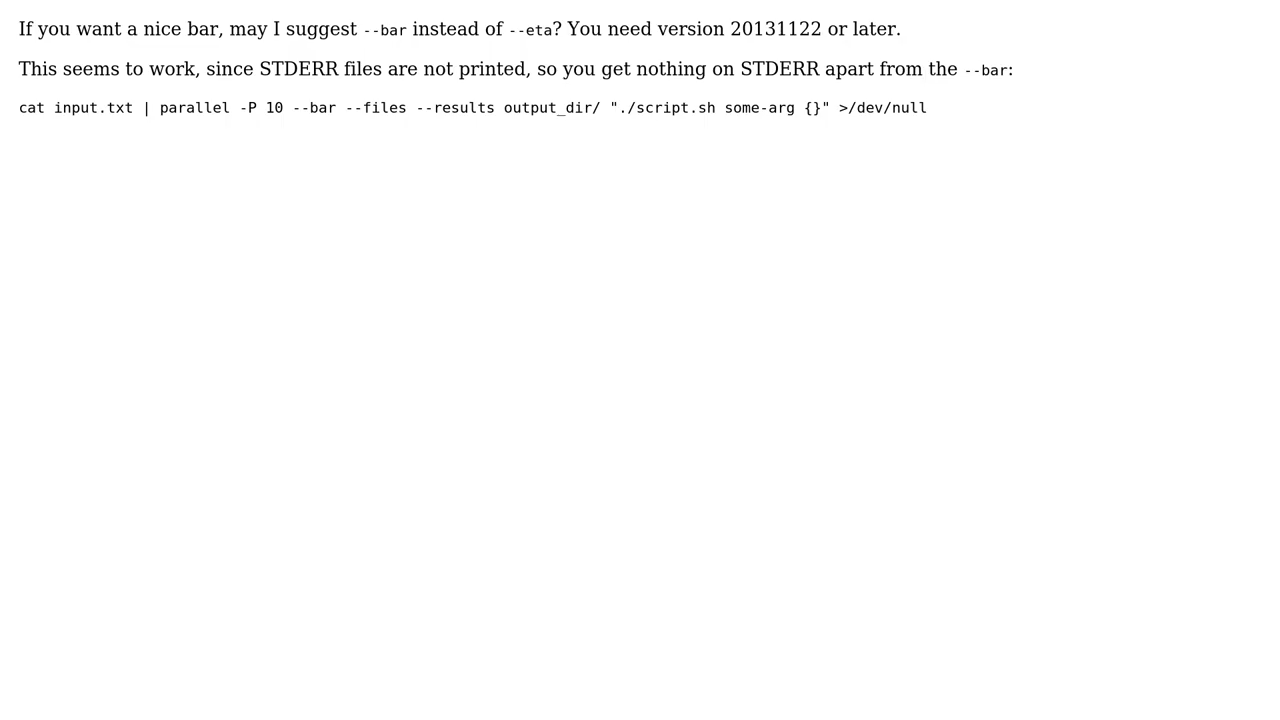 If you want a nice bar, may I suggest --bar instead of --eta? You need version 20131122 or later.
This seems to work, since STDERR files are not printed, so you get nothing on STDERR apart from the --bar:
cat input.txt | parallel -P 10 --bar --files --results output_dir/ "./script.sh some-arg {}" >/dev/null